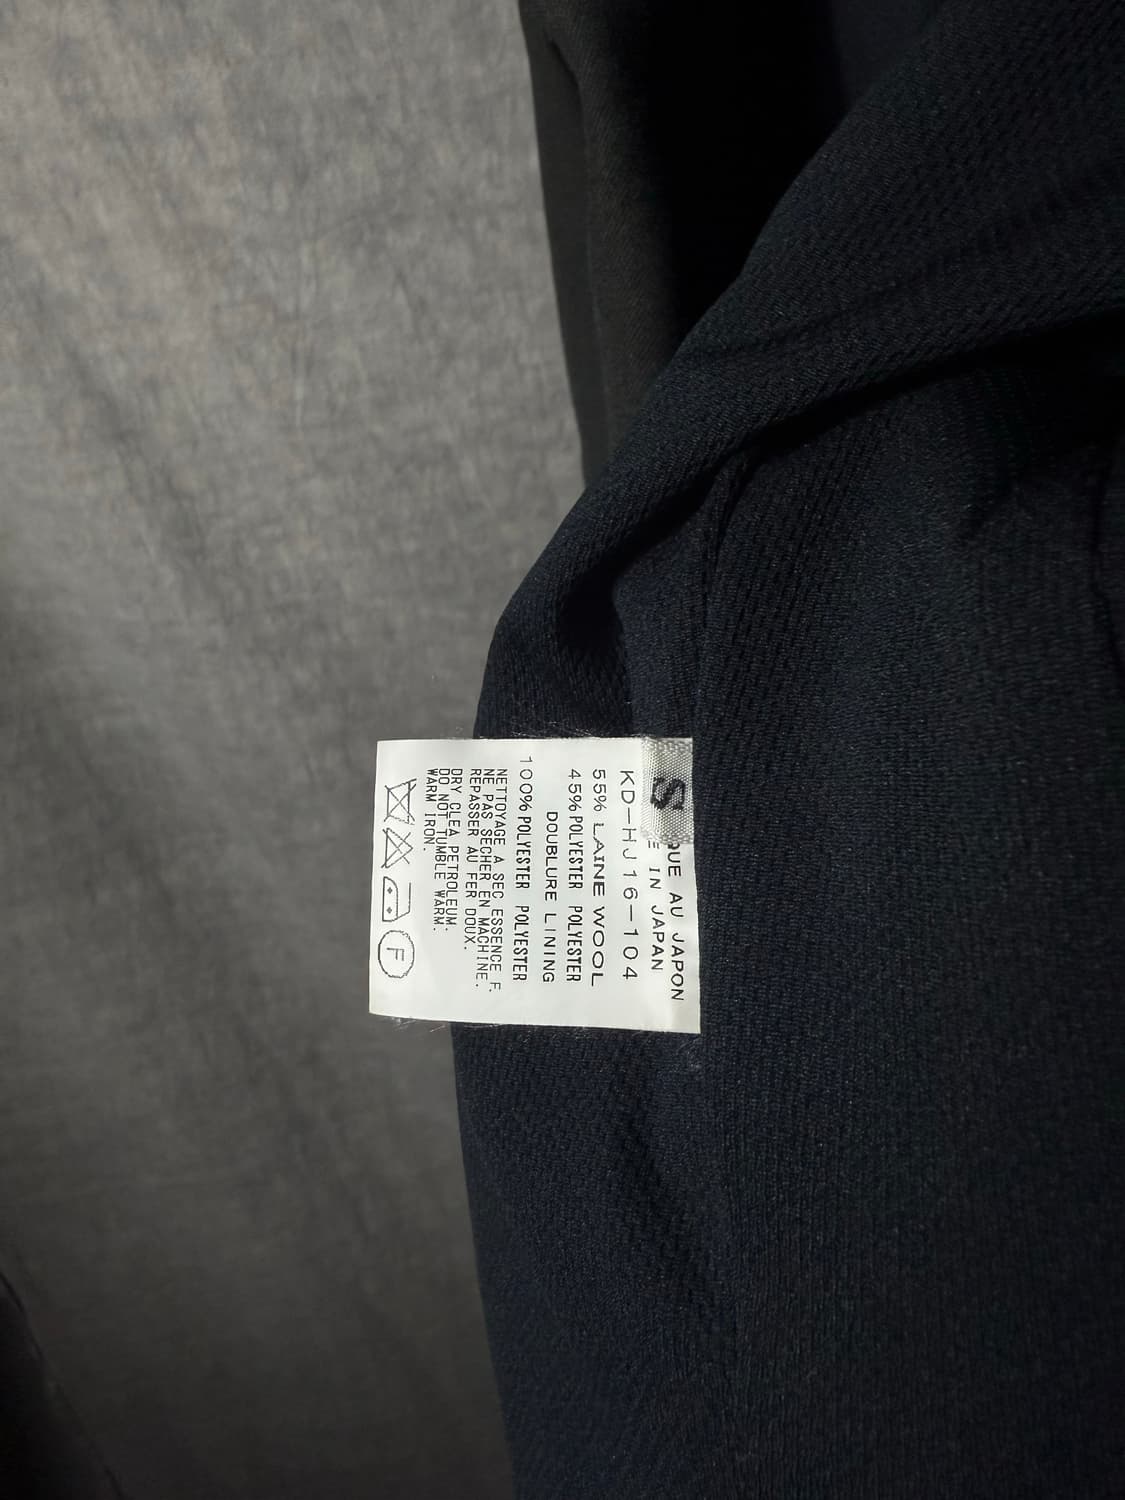 S
QUE AU JAPON
E IN JAPAN
KD-HJ16-104
55% LAINE WOOL
45% POLYESTER POLYESTER
DOUBLURE LINING
100% POLYESTER POLYESTER
NETTOYAGE A SEC ESSENCE F.
NE PAS SECHER EN MACHINE.
REPASSER AU FER DOUX.
DRY CLEA PETROLEUM.
DO NOT TUMBLE WARM.
WARM IRON.
F